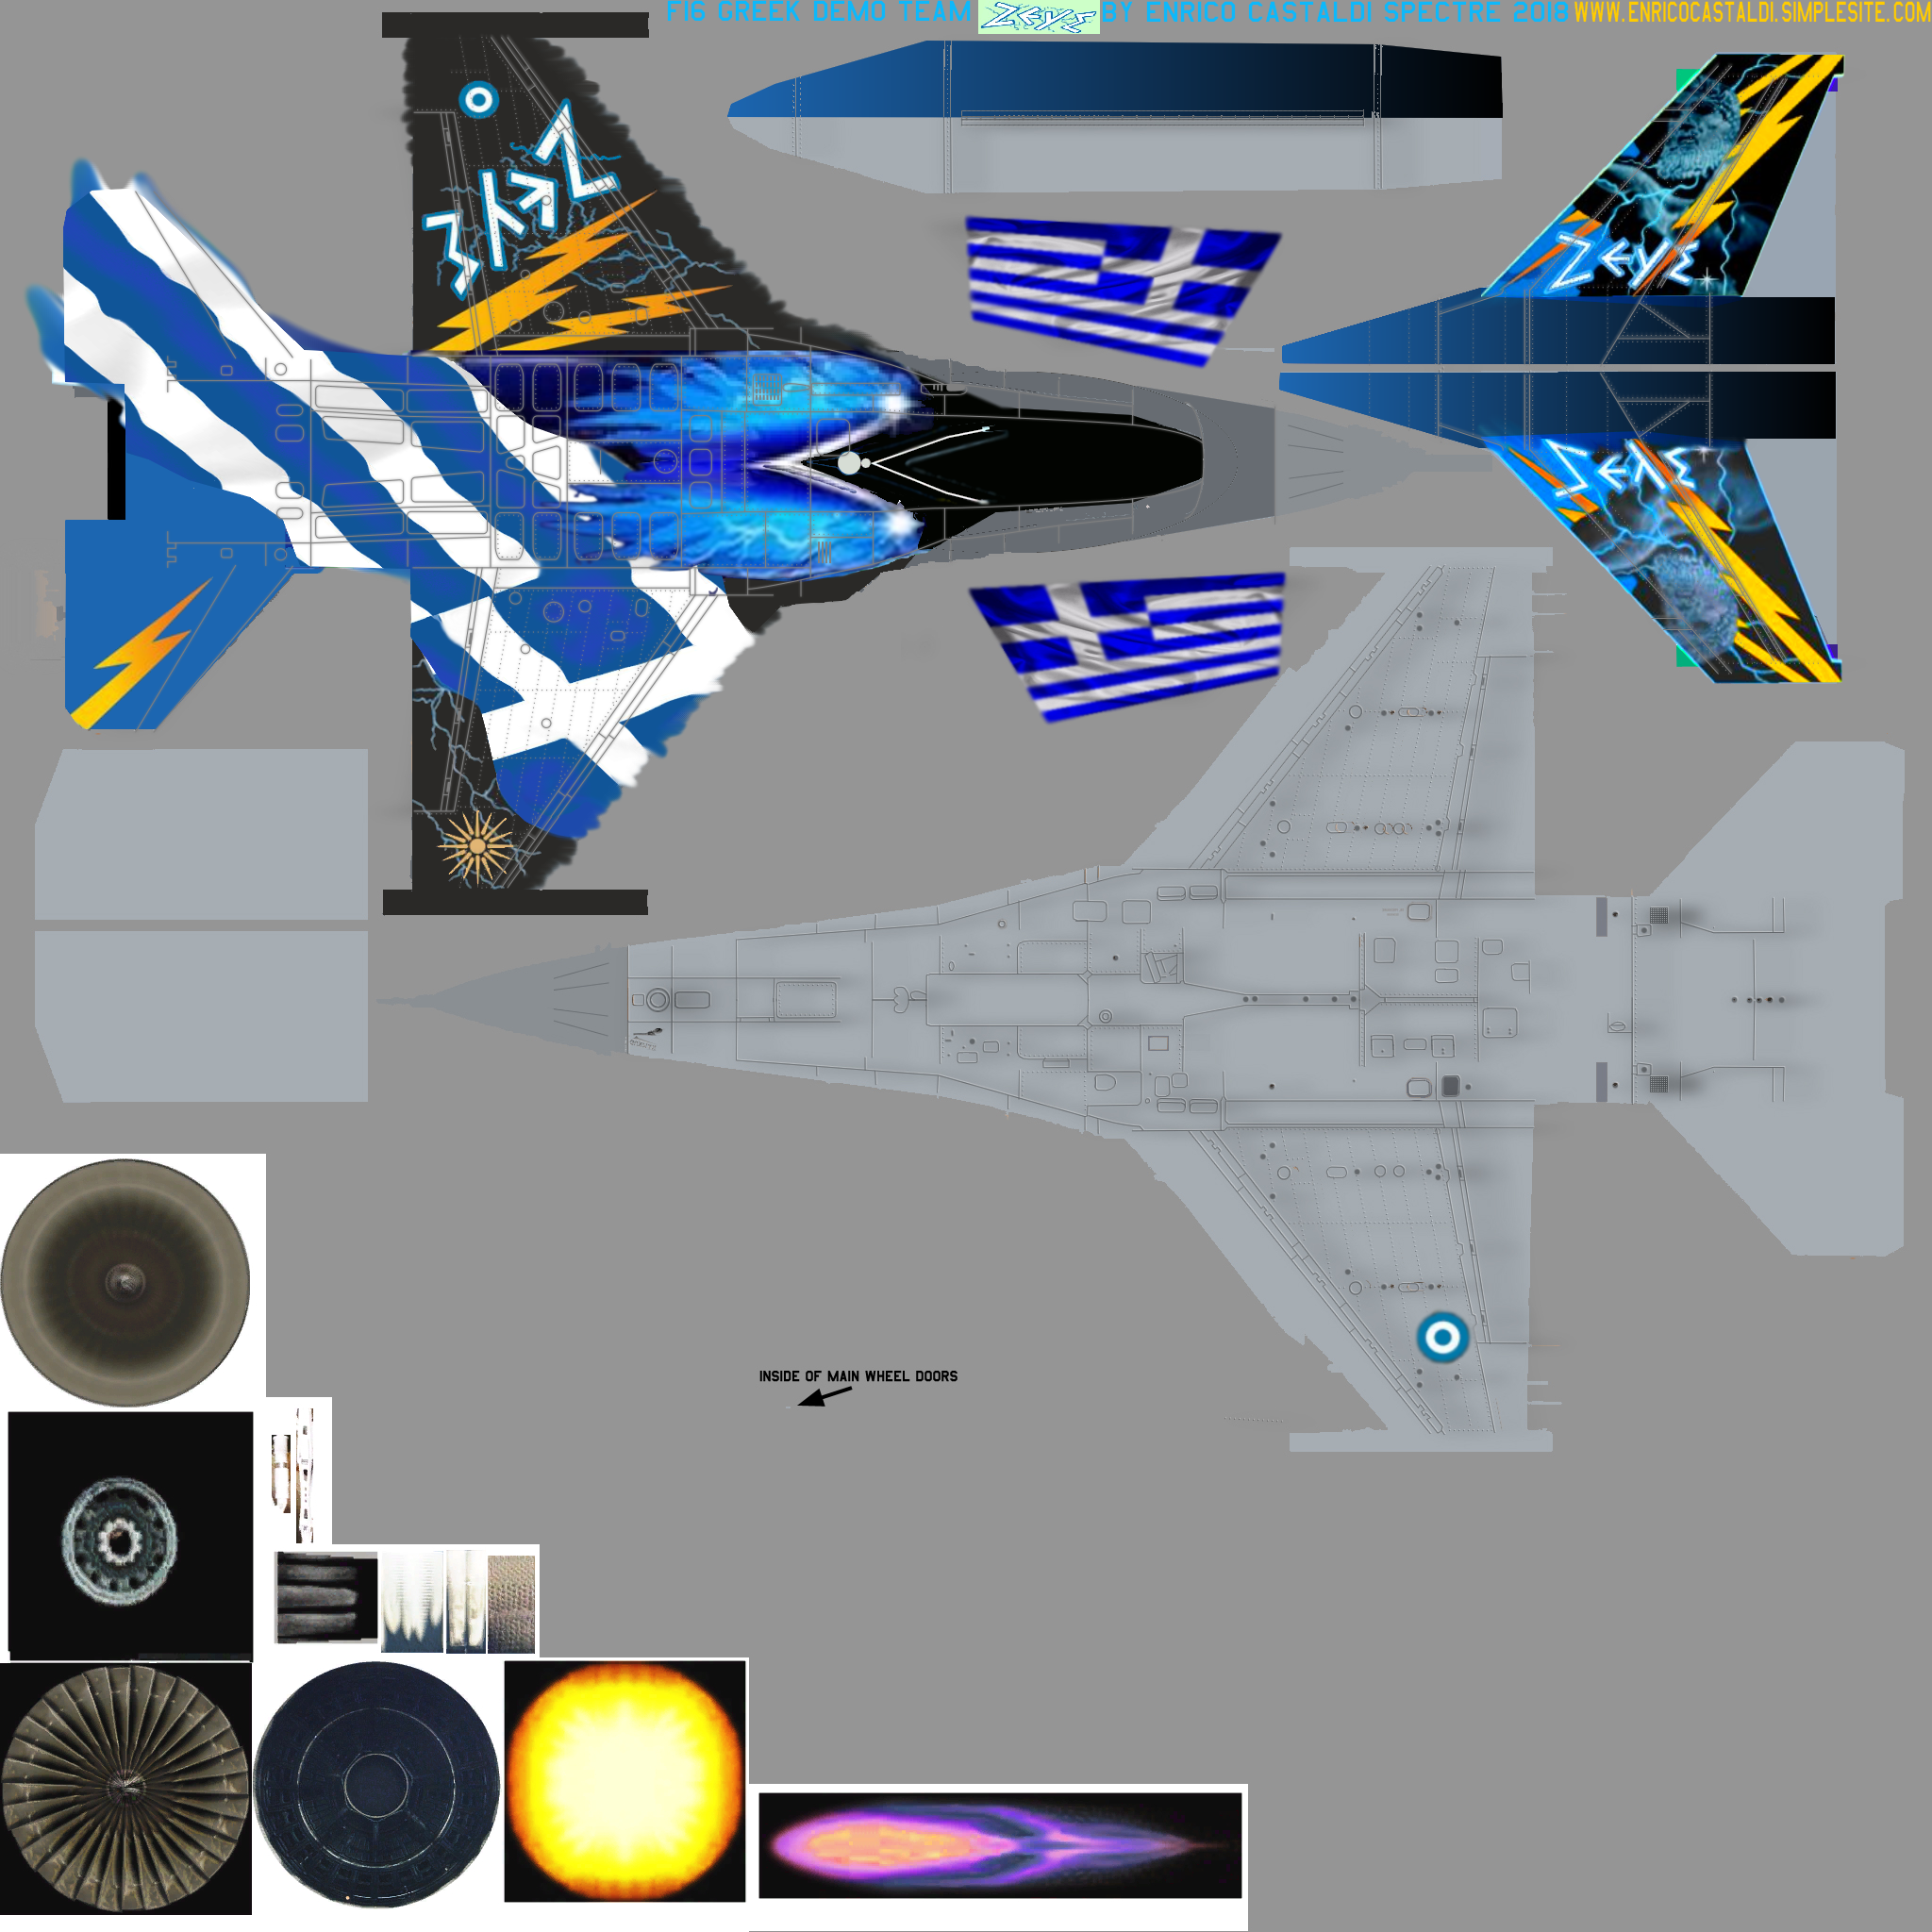 F16 GREEK DEMO TEAM ZEYΣ BY ENRICO CASTALDI SPECTRE 2018 WWW.ENRICOCASTALDI.SIMPLESITE.COM
ΖΕΥΣ
ΖΕΥΣ
ΖΕΥΣ
INSIDE OF MAIN WHEEL DOORS